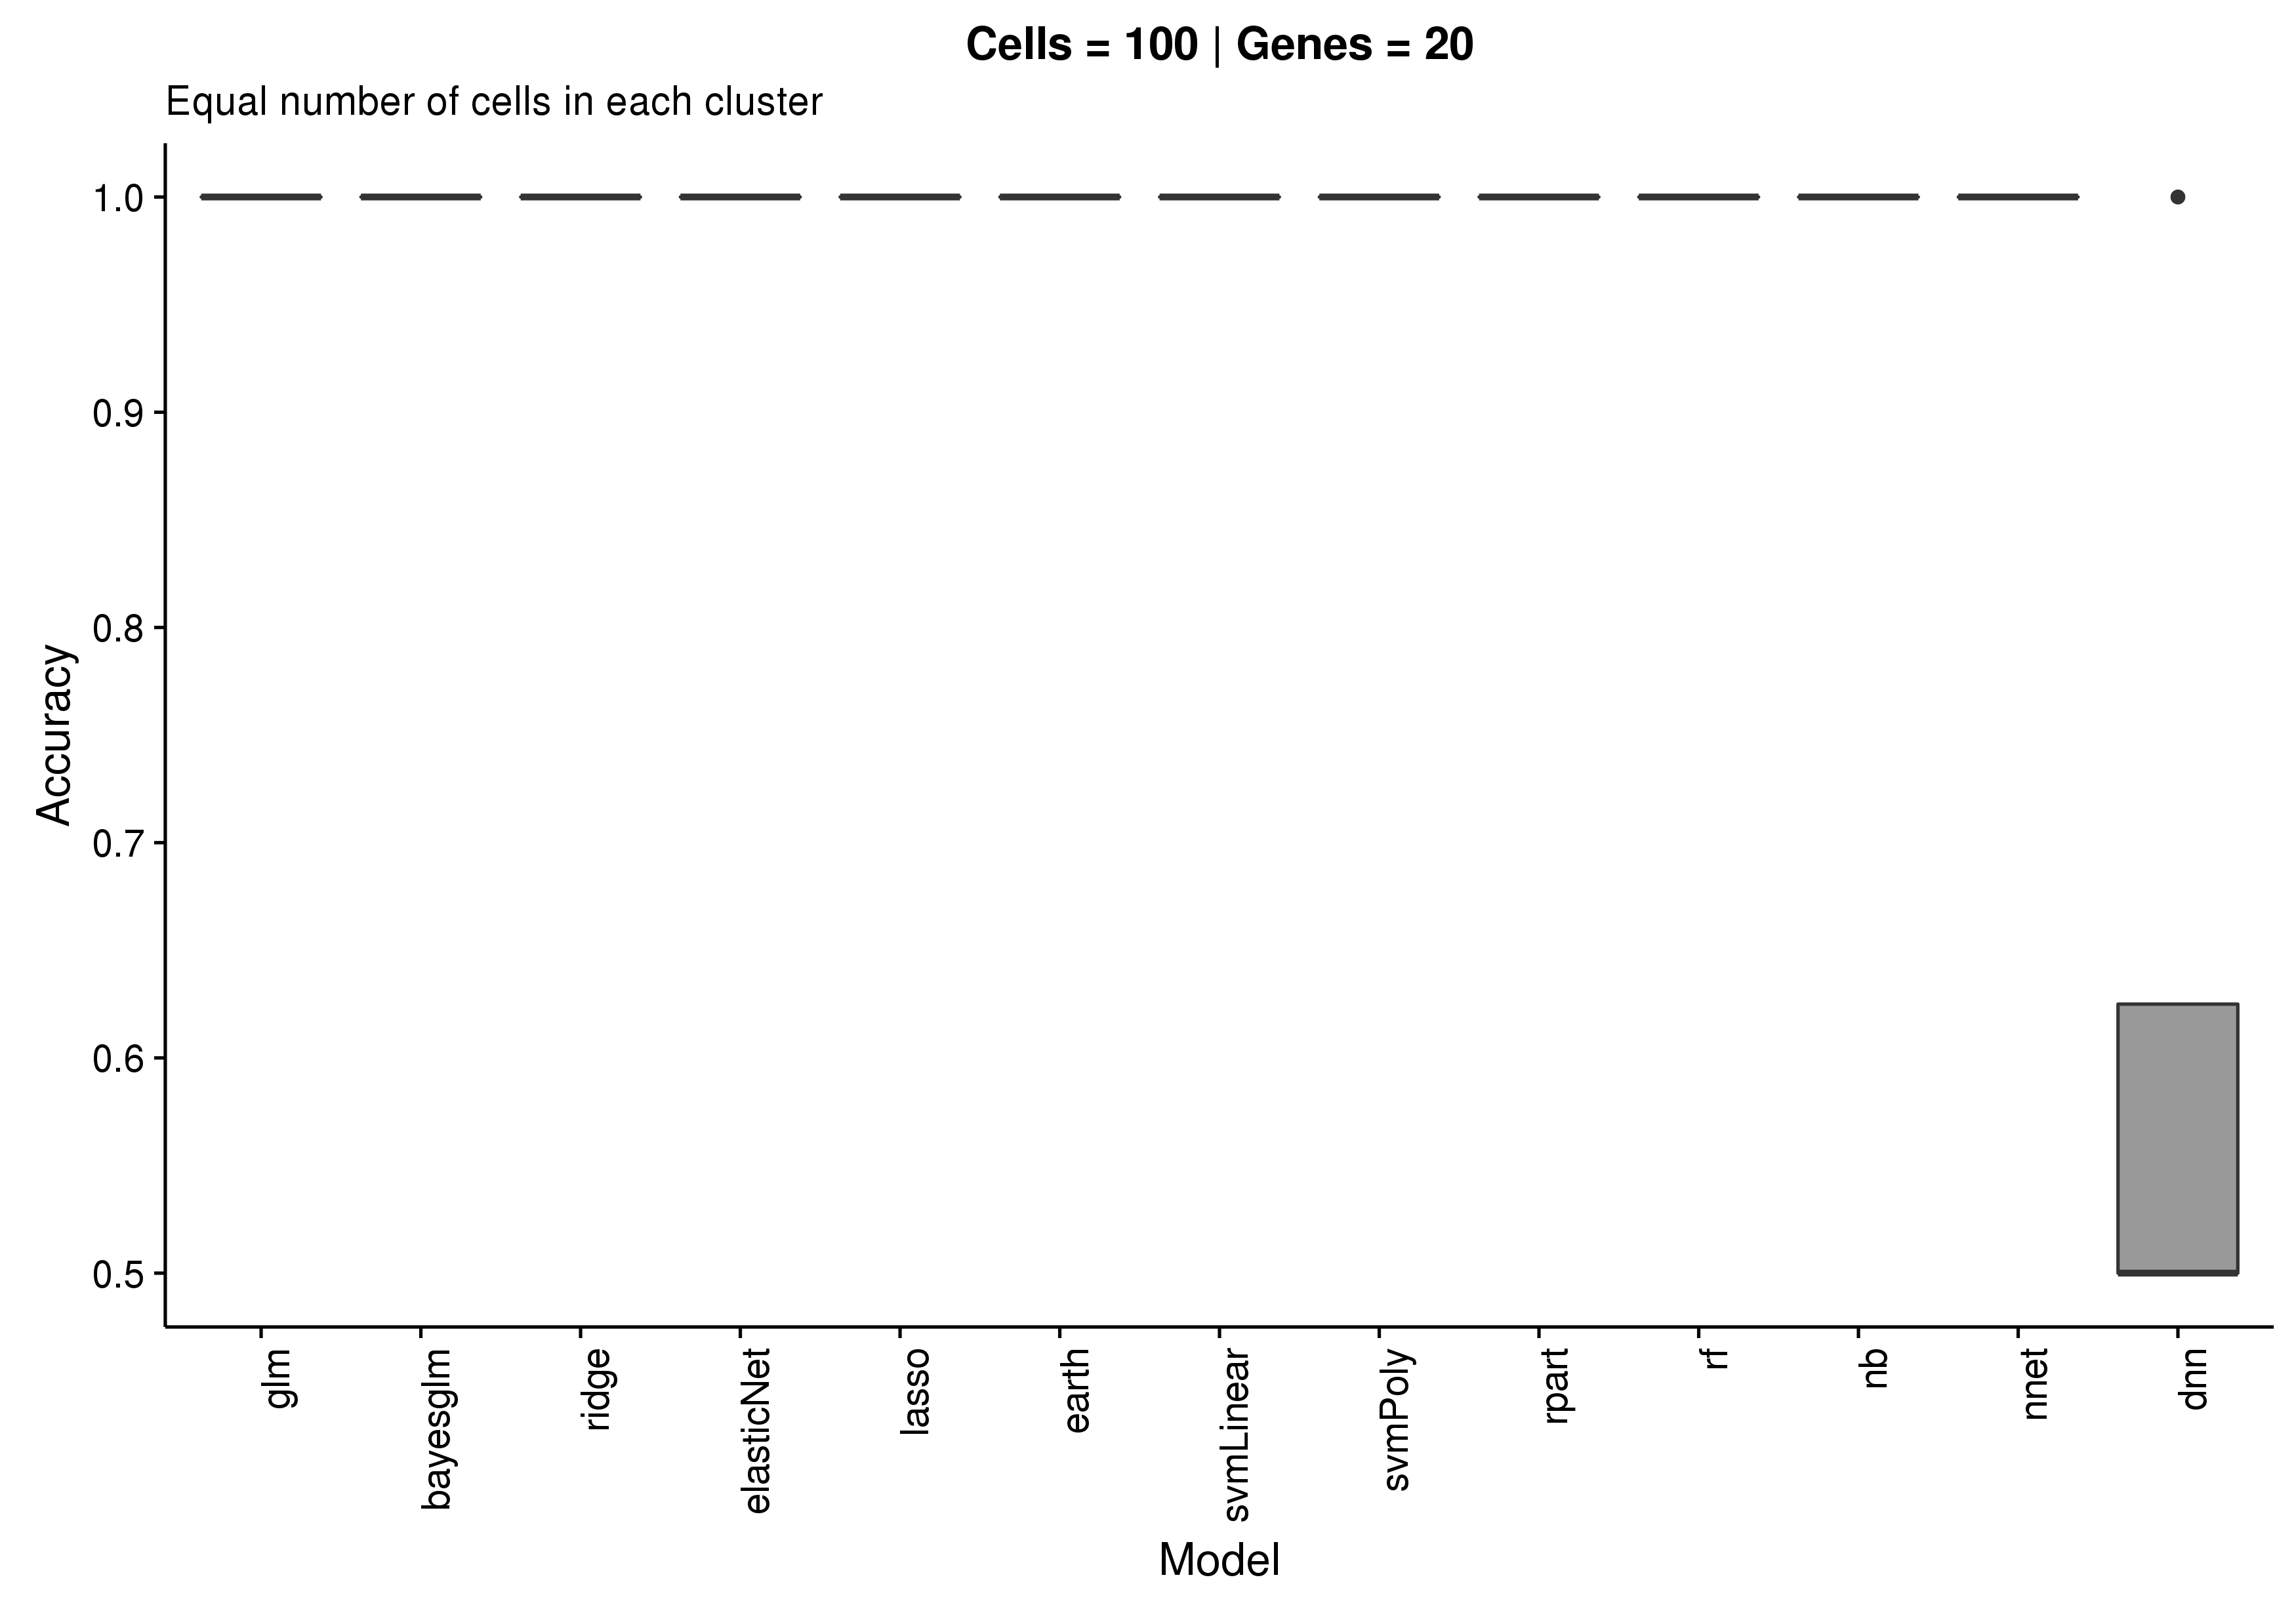 Cells = 100 | Genes = 20
Equal number of cells in each cluster
Accuracy
1.0
0.9
0.8
0.7
0.6
0.5
glm
bayesglm
ridge
elasticNet
lasso
earth
svmLinear
svmPoly
rpart
rf
nb
nnet
dnn
Model